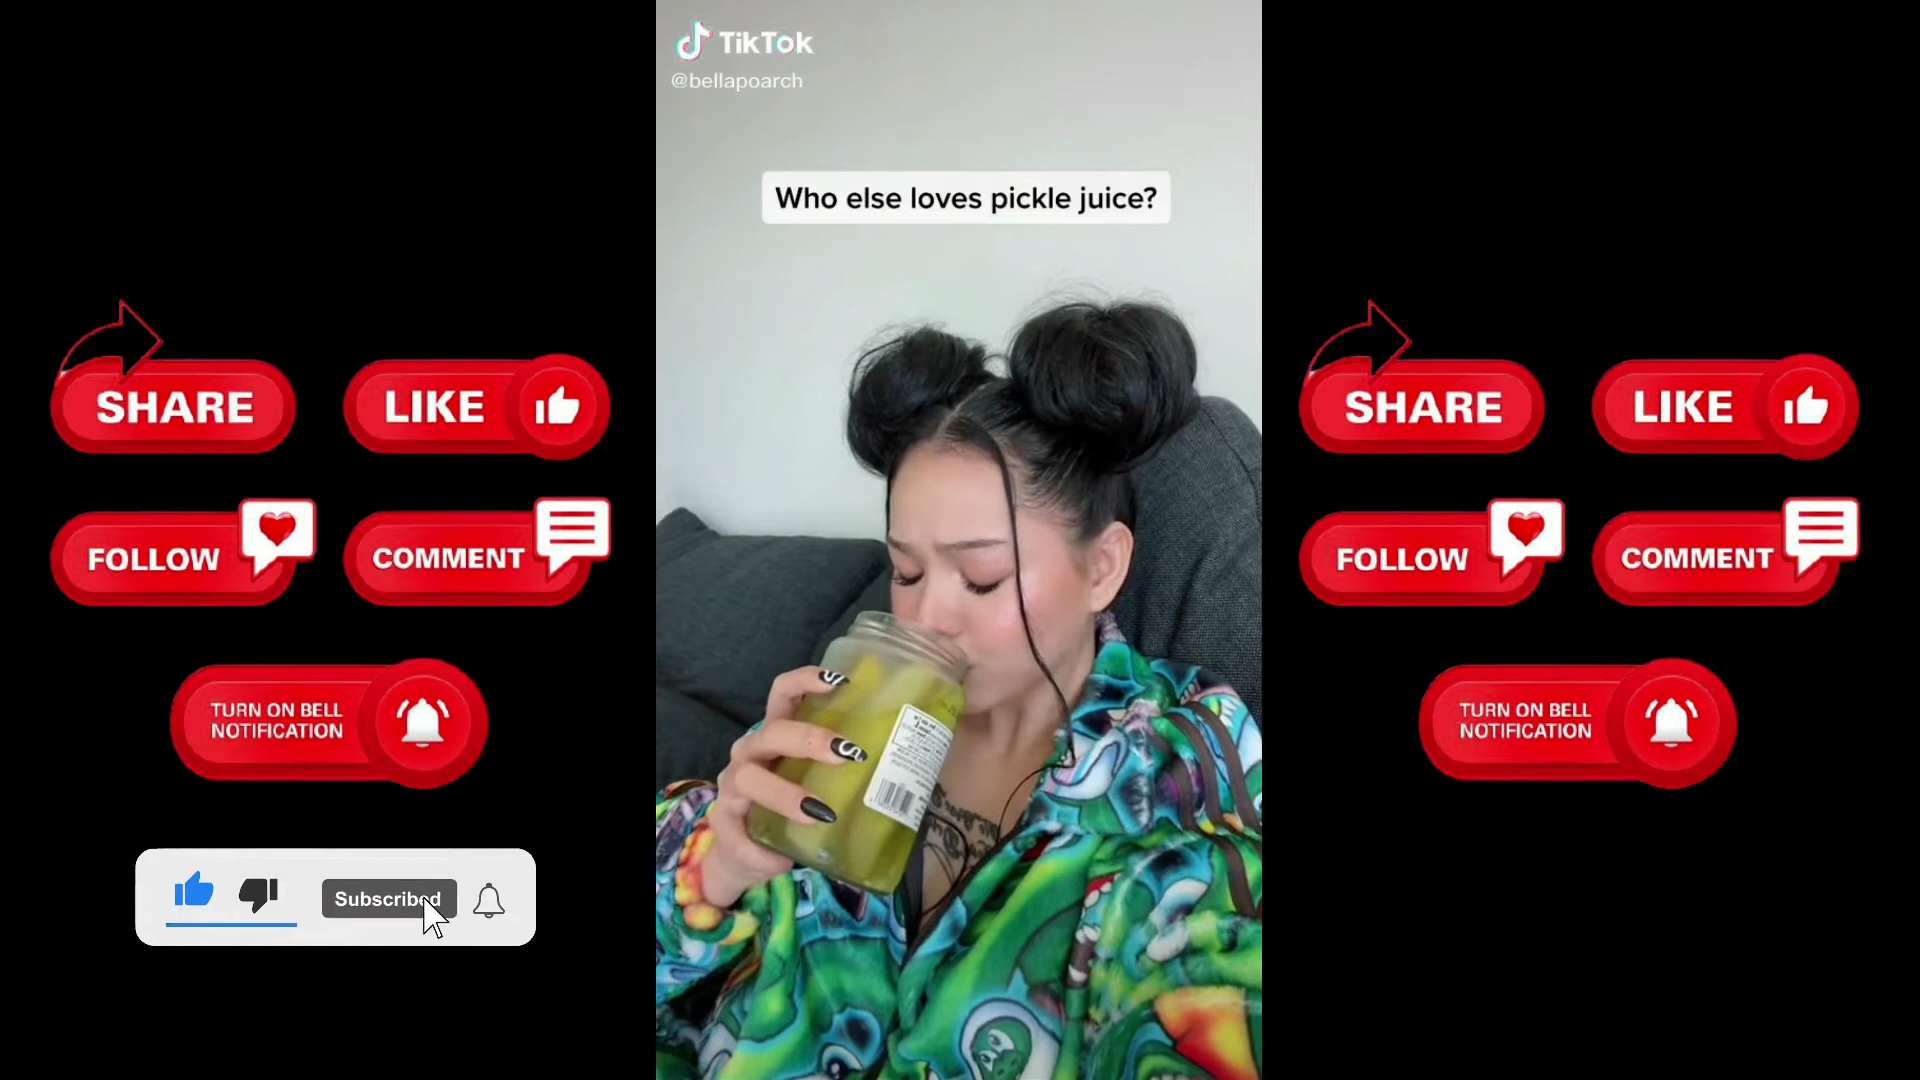 TikTok
@bellapoarch
Who else loves pickle juice?
SHARE
LIKE
FOLLOW
COMMENT
TURN ON BELL
NOTIFICATION
Subscribed
SHARE
LIKE
FOLLOW
COMMENT
TURN ON BELL
NOTIFICATION